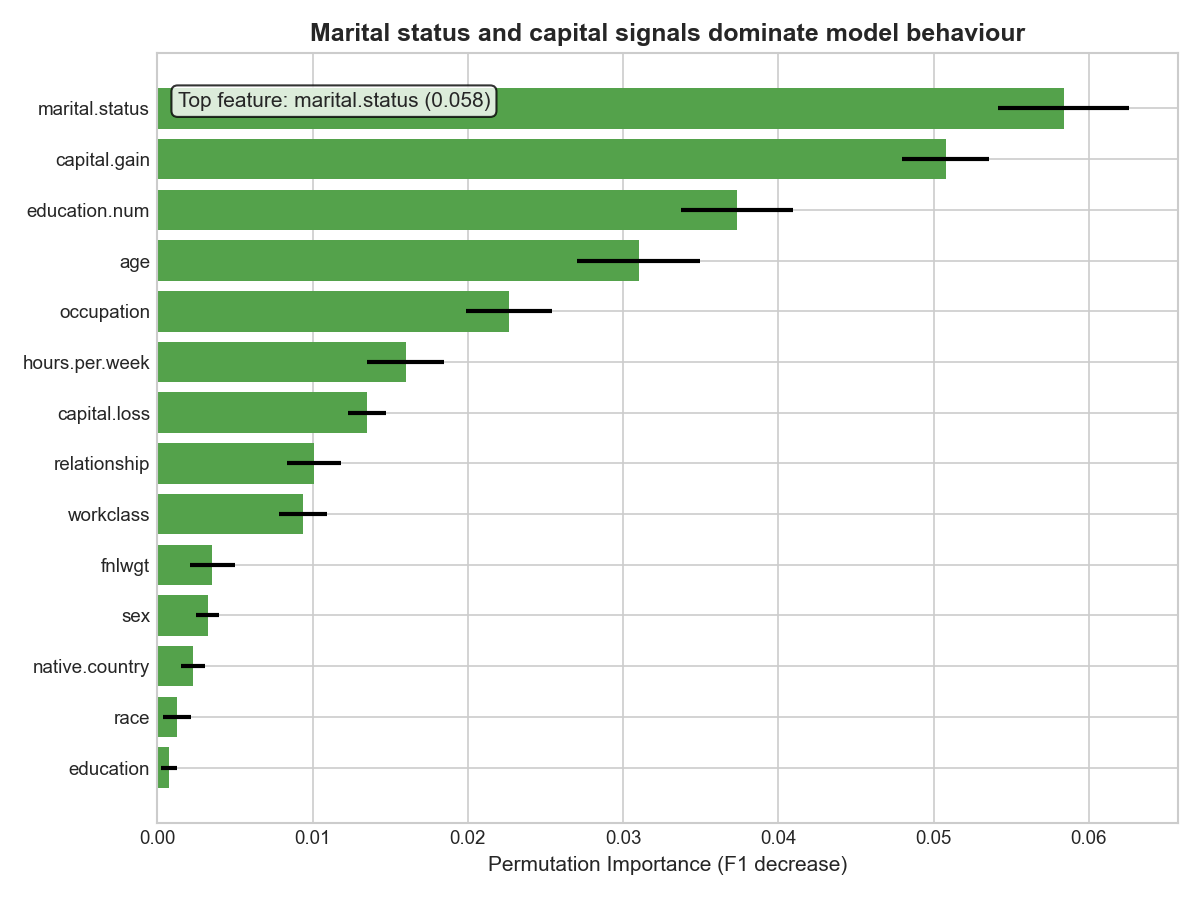 Marital status and capital signals dominate model behaviour
Top feature: marital.status (0.058)
marital.status
capital.gain
education.num
age
occupation
hours.per.week
capital.loss
relationship
workclass
fnlwgt
sex
native.country
race
education
0.00 0.01 0.02 0.03 0.04 0.05 0.06
Permutation Importance (F1 decrease)